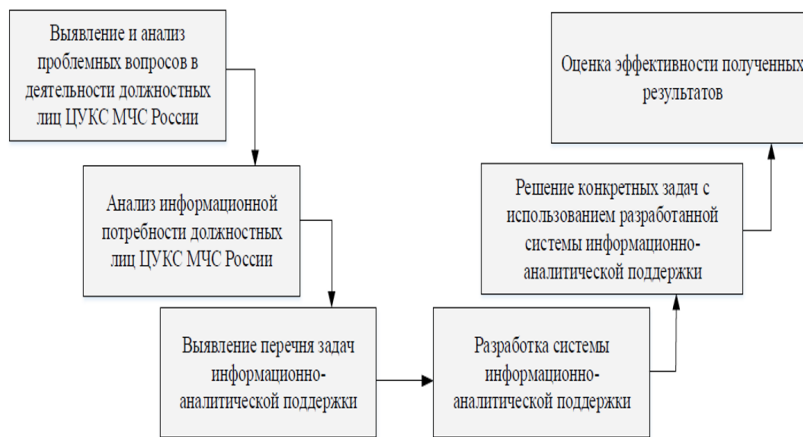 Выявление и анализ
проблемных вопросов в
деятельности должностных
лиц ЦУКС МЧС России
Анализ информационной
потребности должностных
лиц ЦУКС МЧС России
Выявление перечня задач
информационно-
аналитической поддержки
Разработка системы
информационно-
аналитической поддержки
Решение конкретных задач с
использованием разработанной
системы информационно-
аналитической поддержки
Оценка эффективности полученных
результатов